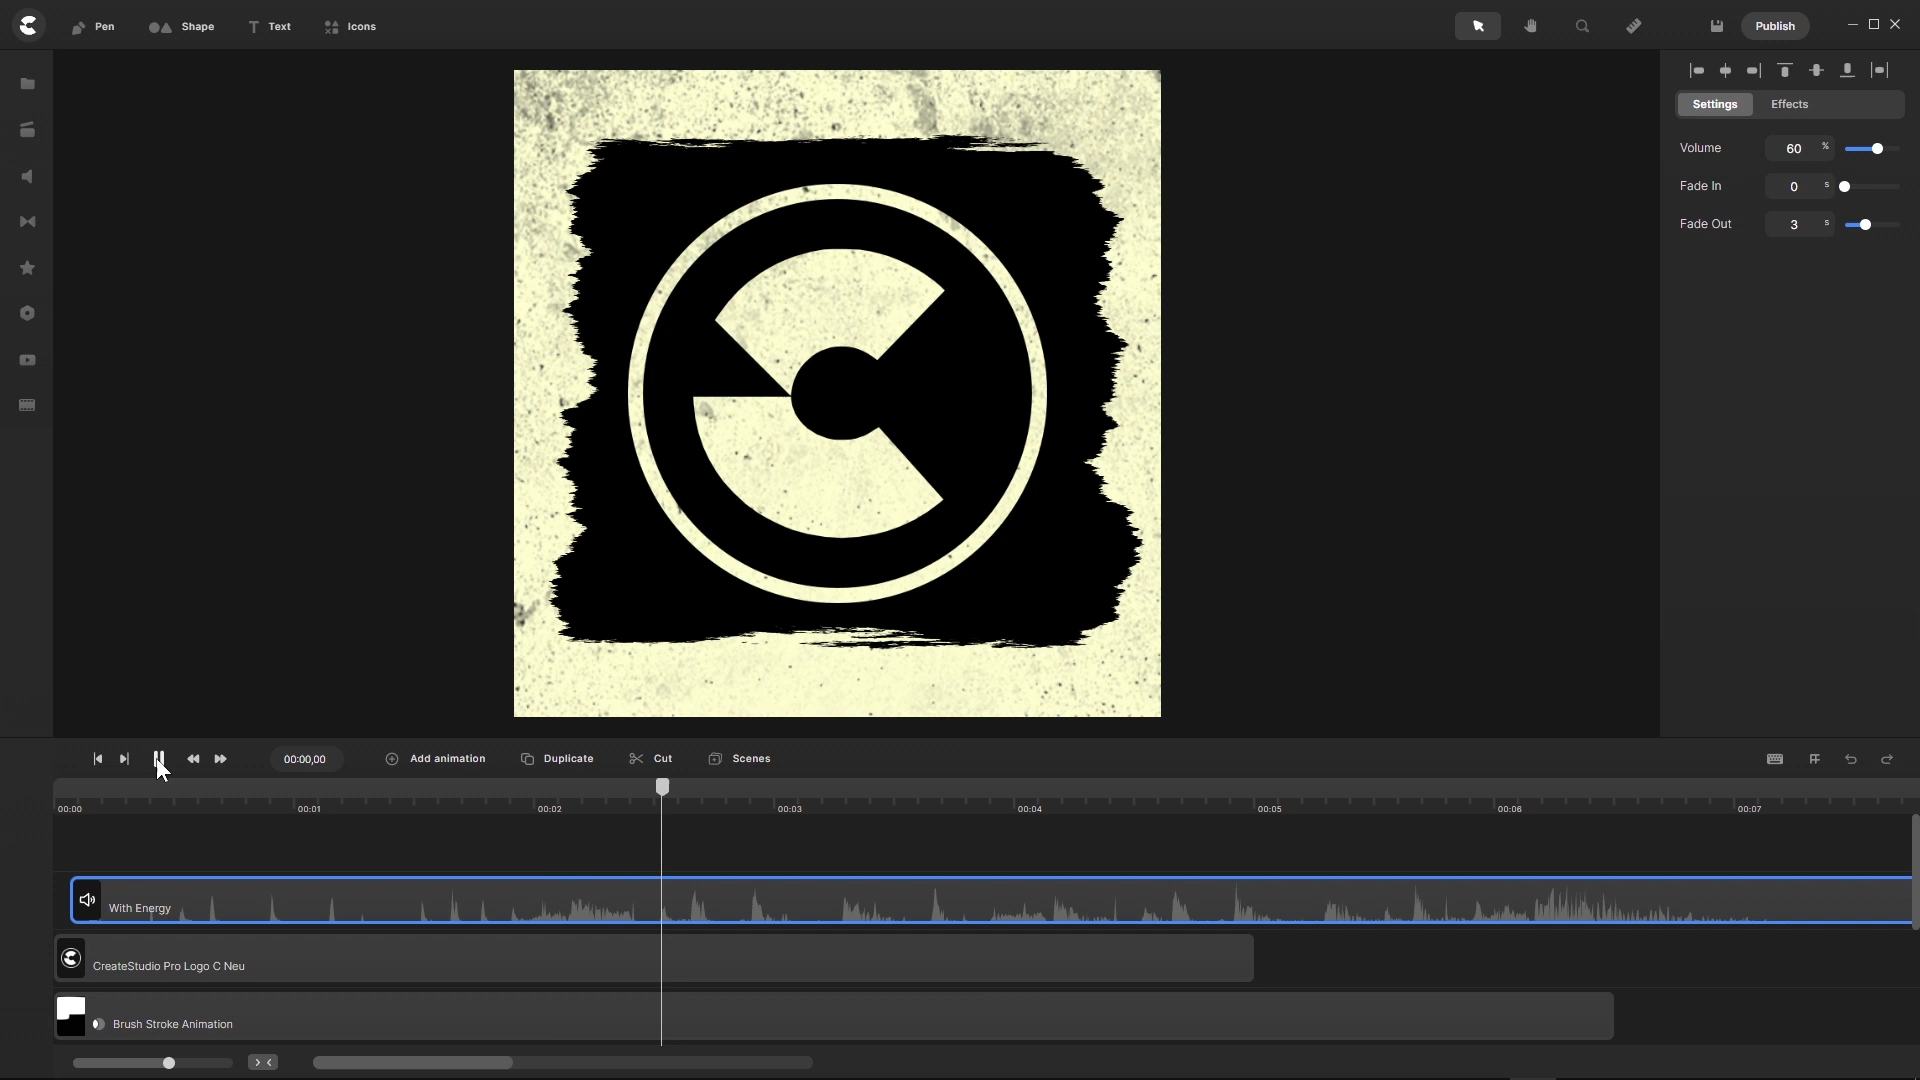 Pen
Shape
Text
Icons
Publish
Settings
Effects
Volume 60 %
Fade In 0 s
Fade Out 3 s
00:00,00
Add animation
Duplicate
Cut
Scenes
00:00 00:01 00:02 00:03 00:04 00:05 00:06 00:07
With Energy
CreateStudio Pro Logo C Neu
Brush Stroke Animation